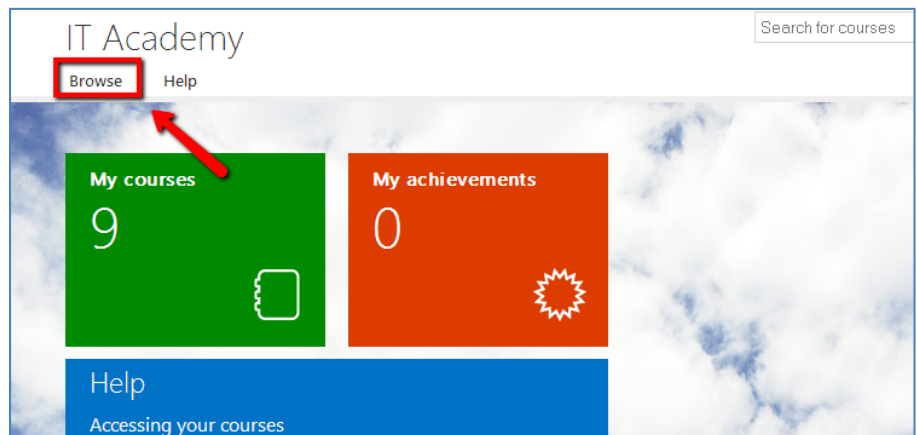 IT Academy
Search for courses
Browse Help
My courses
9
My achievements
0
Help
Accessing your courses